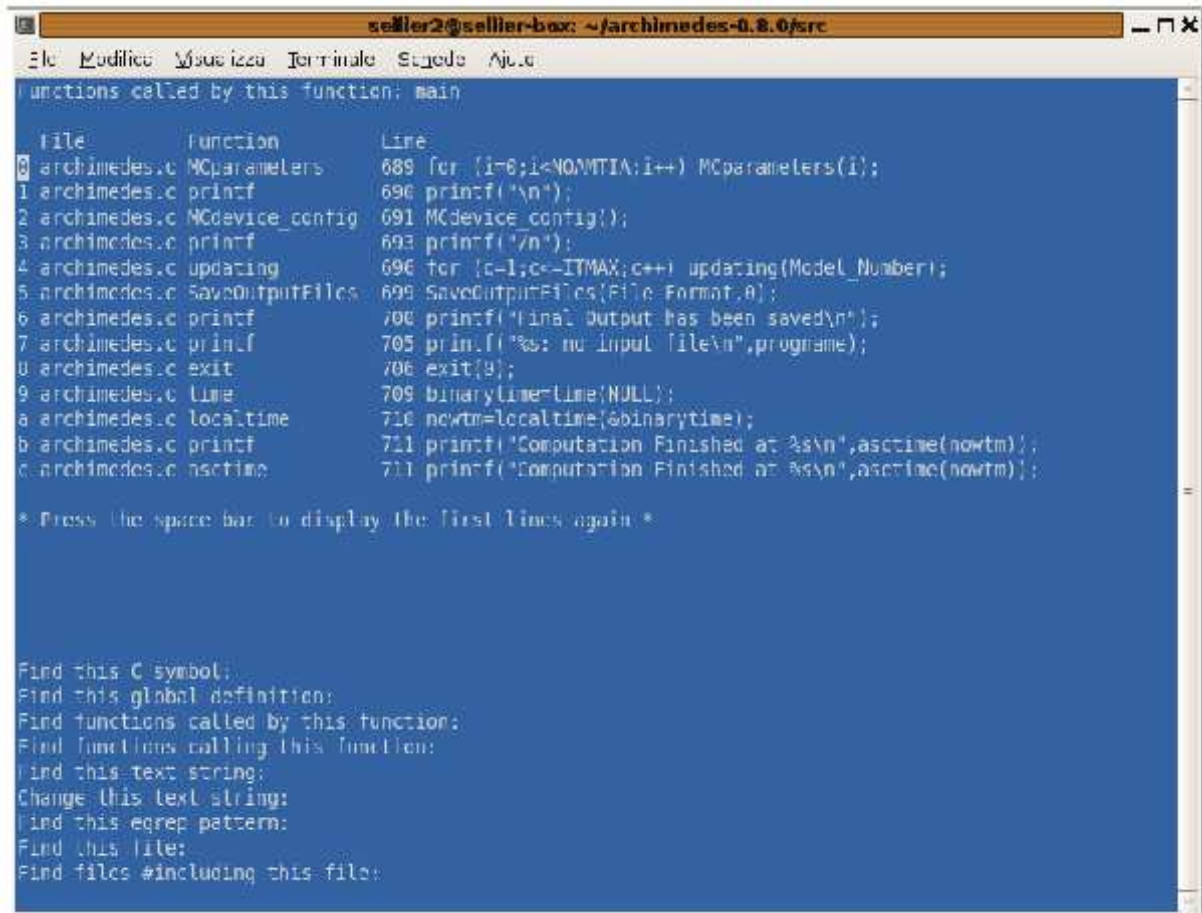 sellier2@sellier-box: ~/archimedes-0.8.0/src
File Modifica Visualizza Terminale Schede Aiuto
Functions called by this function: main
File Function Line
0 archimedes.c MCparameters 689 for (i=0;i<NOAMTIA;i++) MCparameters(i);
1 archimedes.c printf 690 printf("\n");
2 archimedes.c MCdevice_config 691 MCdevice_config();
3 archimedes.c printf 693 printf("/n");
4 archimedes.c updating 696 for (c=1;c<=ITMAX;c++) updating(Model_Number);
5 archimedes.c SaveOutputFiles 699 SaveOutputFiles(File_Format,0);
6 archimedes.c printf 700 printf("Final Output has been saved\n");
7 archimedes.c printf 705 printf("%s: no input file\n",progname);
8 archimedes.c exit 706 exit(0);
9 archimedes.c time 709 binarytime=time(NULL);
a archimedes.c localtime 710 nowtm=localtime(&binarytime);
b archimedes.c printf 711 printf("Computation Finished at %s\n",asctime(nowtm));
c archimedes.c asctime 711 printf("Computation Finished at %s\n",asctime(nowtm));
* Press the space bar to display the first lines again *
Find this C symbol:
Find this global definition:
Find functions called by this function:
Find functions calling this function:
Find this text string:
Change this text string:
Find this egrep pattern:
Find this file:
Find files #including this file: